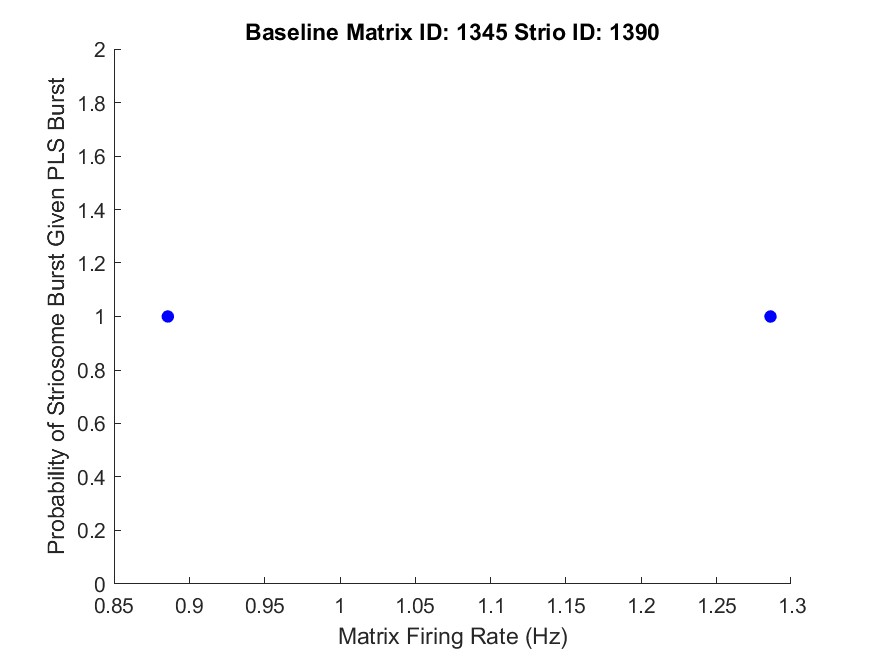 Baseline Matrix ID: 1345 Strio ID: 1390
Probability of Striosome Burst Given PLS Burst
2
1.8
1.6
1.4
1.2
1
0.8
0.6
0.4
0.2
0
0.85 0.9 0.95 1 1.05 1.1 1.15 1.2 1.25 1.3
Matrix Firing Rate (Hz)